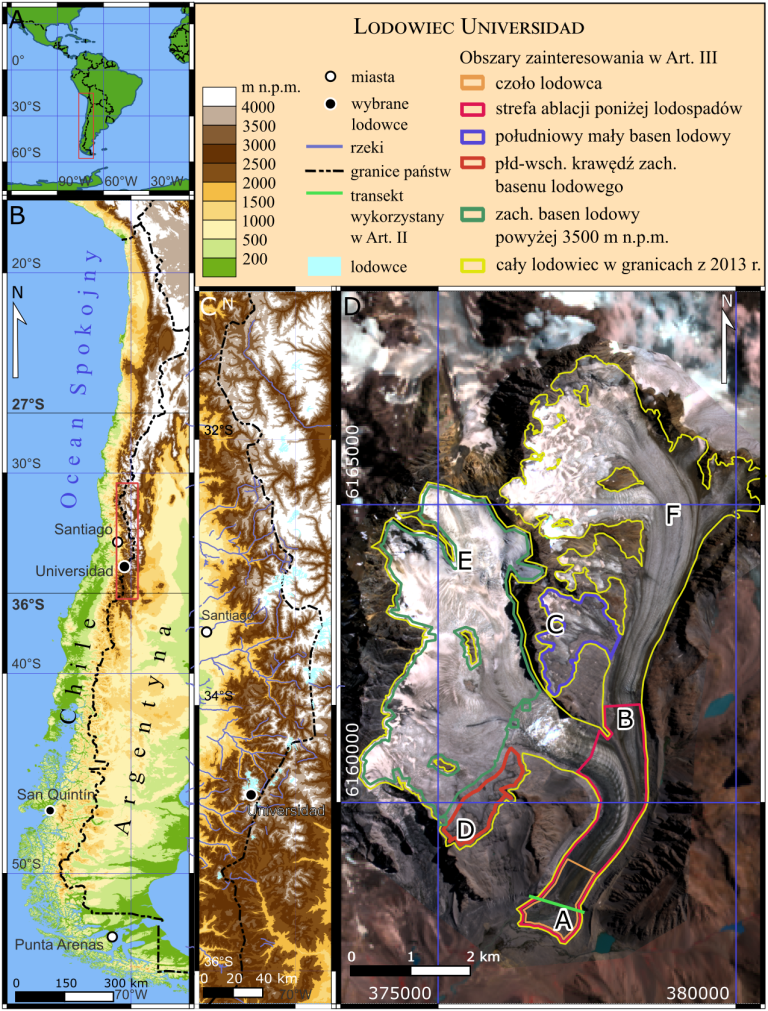 LODOWIEC UNIVERSIDAD
m n.p.m.
4000
3500
3000
2500
2000
1500
1000
500
200
miasta
wybrane
lodowce
rzeki
granice państw
transekt
wykorzystany
w Art. II
lodowce
Obszary zainteresowania w Art. III
czoło lodowca
strefa ablacji poniżej lodospadów
południowy mały basen lodowy
płd-wsch. krawędź zach.
basenu lodowego
zach. basen lodowy
powyżej 3500 m n.p.m.
cały lodowiec w granicach z 2013 r.
A
0°
30°S
60°S
90°W
60°W
30°W
B
20°S
N
Ocean Spokojny
27°S
30°S
Santiago
Universidad
36°S
Chile
Argentyna
40°S
San Quintín
50°S
Punta Arenas
0
150
300 km
70°W
C
N
32°S
Santiago
34°S
Universidad
36°S
0
20
40 km
70°W
D
N
6165000
F
E
C
B
6160000
D
A
0
1
2 km
375000
380000